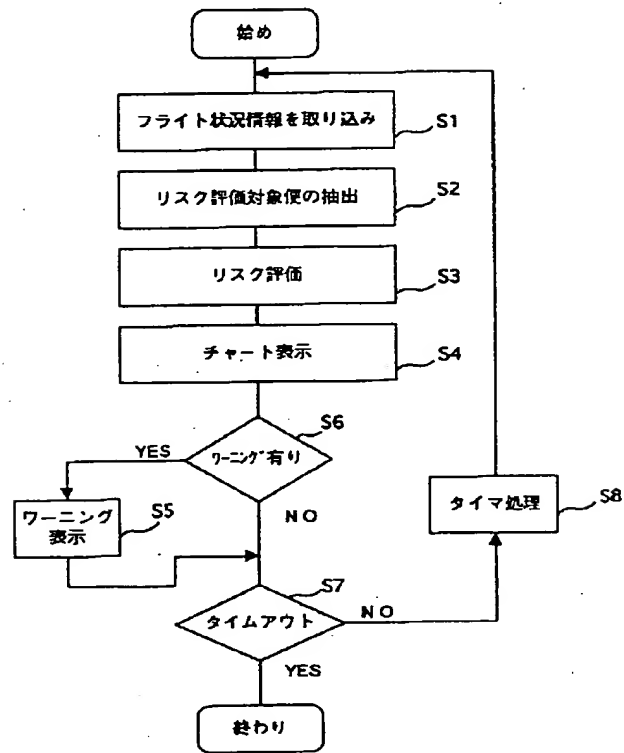 始め
フライト状況情報を取り込み
S1
リスク評価対象便の抽出
S2
リスク評価
S3
チャート表示
S4
S6
ワーニング有り
YES
NO
ワーニング
表示
S5
タイマ処理
S8
S7
タイムアウト
NO
YES
終わり